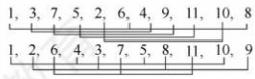 1, 3, 7, 5, 2, 6, 4, 9, 11, 10, 8
1, 2, 6, 4, 3, 7, 5, 8, 11, 10, 9